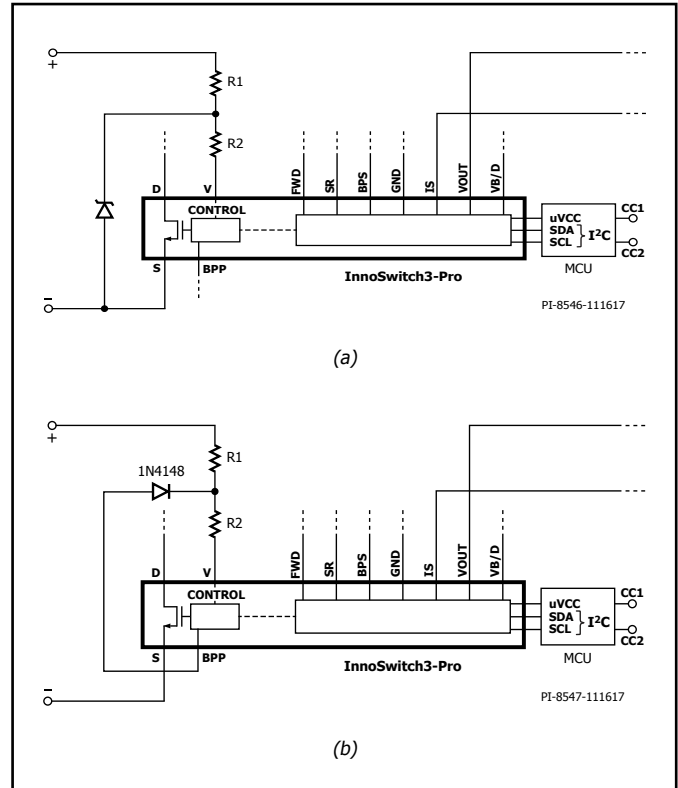 +
R1
R2
D
V
FWD
SR
BPS
GND
IS
VOUT
VB/D
CONTROL
uVCC
SDA
SCL
I²C
CC1
CC2
S
BPP
InnoSwitch3-Pro
MCU
−
PI-8546-111617
(a)
+
R1
1N4148
R2
D
V
FWD
SR
BPS
GND
IS
VOUT
VB/D
CONTROL
uVCC
SDA
SCL
I²C
CC1
CC2
S
BPP
InnoSwitch3-Pro
MCU
−
PI-8547-111617
(b)